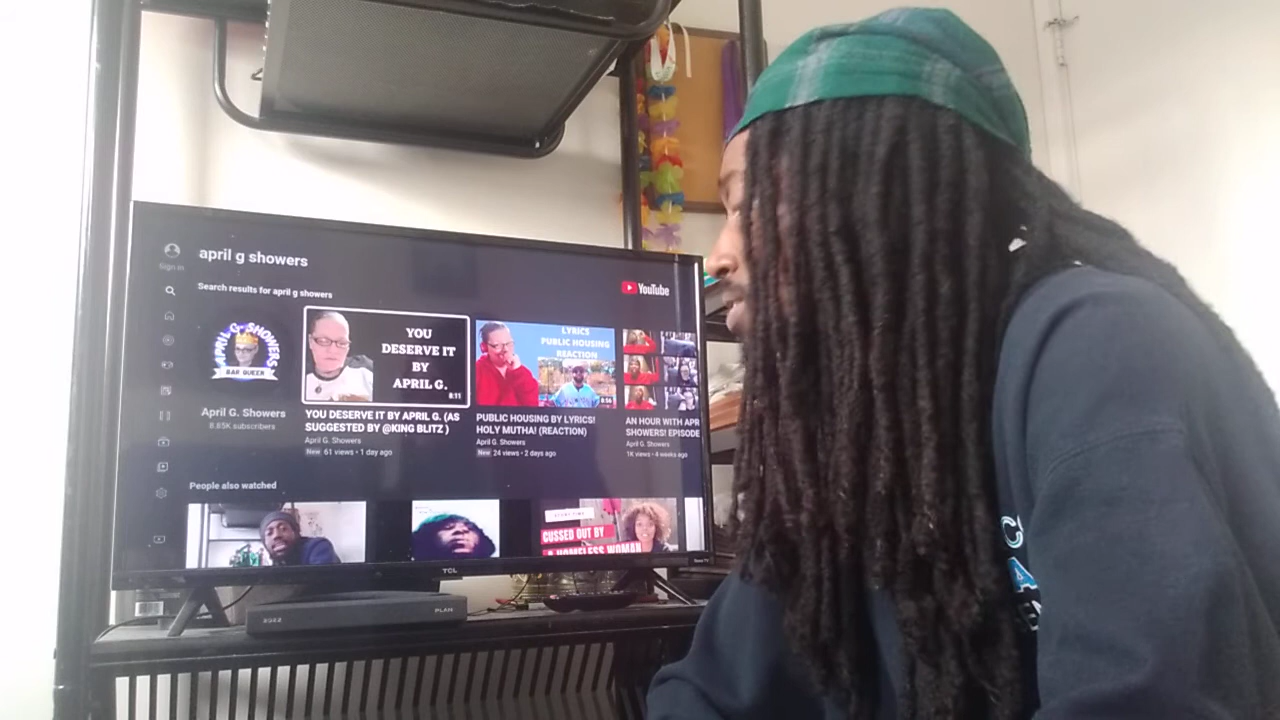 april g showers
Sign in
Search results for april g showers
YouTube
APRIL G. SHOWERS
BAR QUEEN
YOU
DESERVE IT
BY
APRIL G.
8:11
LYRICS
PUBLIC HOUSING
REACTION
8:56
April G. Showers
8.85K subscribers
YOU DESERVE IT BY APRIL G. (AS
SUGGESTED BY @KING BLITZ )
April G. Showers
New 61 views • 1 day ago
PUBLIC HOUSING BY LYRICS!
HOLY MUTHA! (REACTION)
April G. Showers
New 24 views • 2 days ago
AN HOUR WITH APR
SHOWERS! EPISODE
April G. Showers
1K views • 4 weeks ago
People also watched
CUSSED OUT BY
A HOMELESS WOMAN
TCL
Roku TV
2022
PLAN